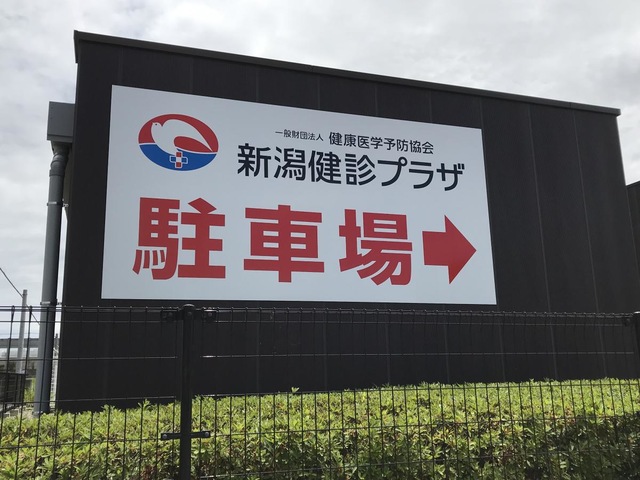 一般財団法人 健康医学予防協会
新潟健診プラザ
駐車場